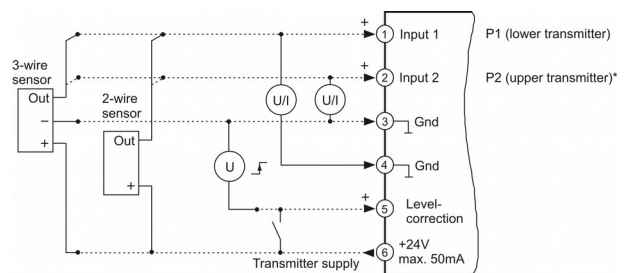 3-wire
sensor
Out
–
+
2-wire
sensor
Out
+
U/I
U/I
U
+
1 Input 1
P1 (lower transmitter)
+
2 Input 2
P2 (upper transmitter)*
3 Gnd
4 Gnd
+
5 Level-
correction
6 +24V
max. 50mA
Transmitter supply